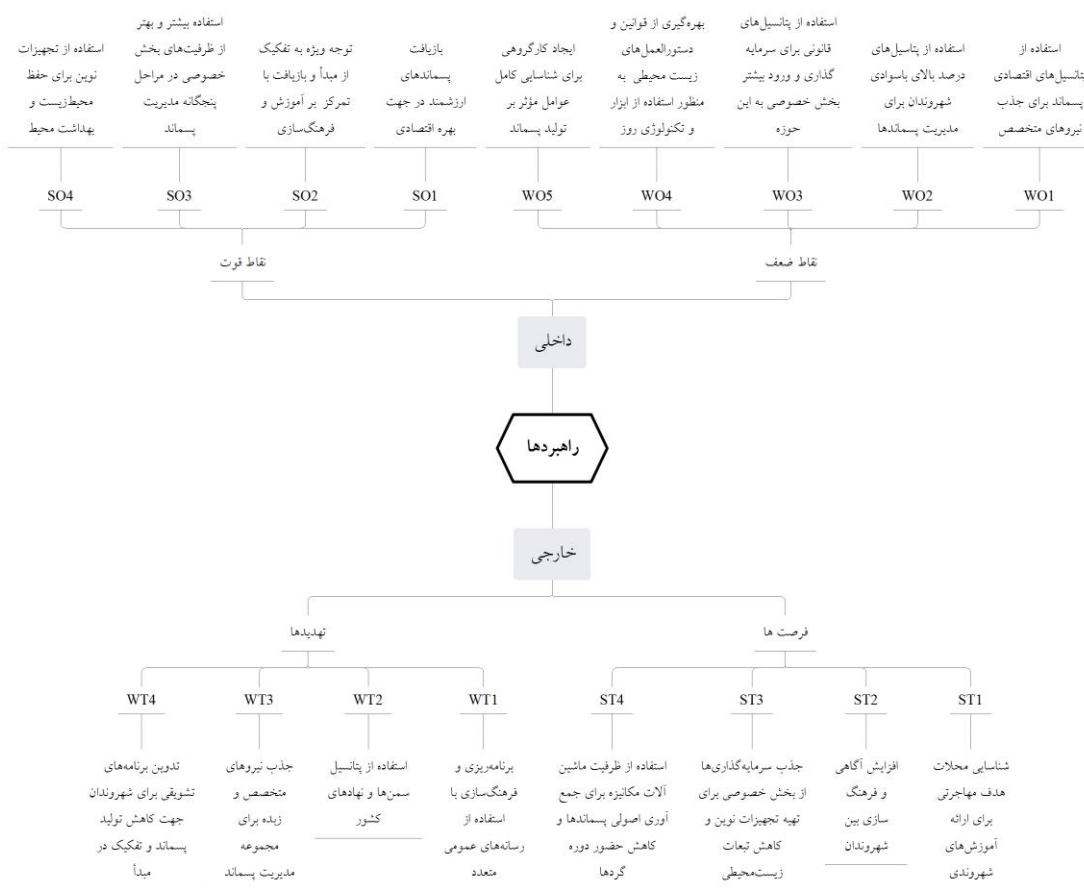 استفاده از
پتانسیل‌های اقتصادی
پسماند برای جذب
نیروهای متخصص
WO1
استفاده از پتاسیل‌های
درصد بالای باسوادی
شهروندان برای
مدیریت پسماندها
WO2
استفاده از پتانسیل‌های
قانونی برای سرمایه
گذاری و ورود بیشتر
بخش خصوصی به این
حوزه
WO3
بهره‌گیری از قوانین و
دستورالعمل‌های
زیست محیطی به
منظور استفاده از ابزار
و تکنولوژی روز
WO4
ایجاد کارگروهی
برای شناسایی کامل
عوامل مؤثر بر
تولید پسماند
WO5
بازیافت
پسماندهای
ارزشمند در جهت
بهره اقتصادی
SO1
توجه ویژه به تفکیک
از مبدأ و بازیافت با
تمرکز بر آموزش و
فرهنگ‌سازی
SO2
استفاده بیشتر و بهتر
از ظرفیت‌های بخش
خصوصی در مراحل
پنجگانه مدیریت
پسماند
SO3
استفاده از تجهیزات
نوین برای حفظ
محیط‌زیست و
بهداشت محیط
SO4
نقاط ضعف
نقاط قوت
داخلی
راهبردها
خارجی
فرصت ها
تهدیدها
ST1
شناسایی محلات
هدف مهاجرتی
برای ارائه
آموزش‌های
شهروندی
ST2
افزایش آگاهی
و فرهنگ
سازی بین
شهروندان
ST3
جذب سرمایه‌گذاری‌ها
از بخش خصوصی برای
تهیه تجهیزات نوین و
کاهش تبعات
زیست‌محیطی
ST4
استفاده از ظرفیت ماشین
آلات مکانیزه برای جمع
آوری اصولی پسماندها و
کاهش حضور دوره
گردها
WT1
برنامه‌ریزی و
فرهنگ‌سازی با
استفاده از
رسانه‌های عمومی
متعدد
WT2
استفاده از پتانسیل
سمن‌ها و نهادهای
کشور
WT3
جذب نیروهای
متخصص و
زبده برای
مجموعه
مدیریت پسماند
WT4
تدوین برنامه‌های
تشویقی برای شهروندان
جهت کاهش تولید
پسماند و تفکیک در
مبدأ